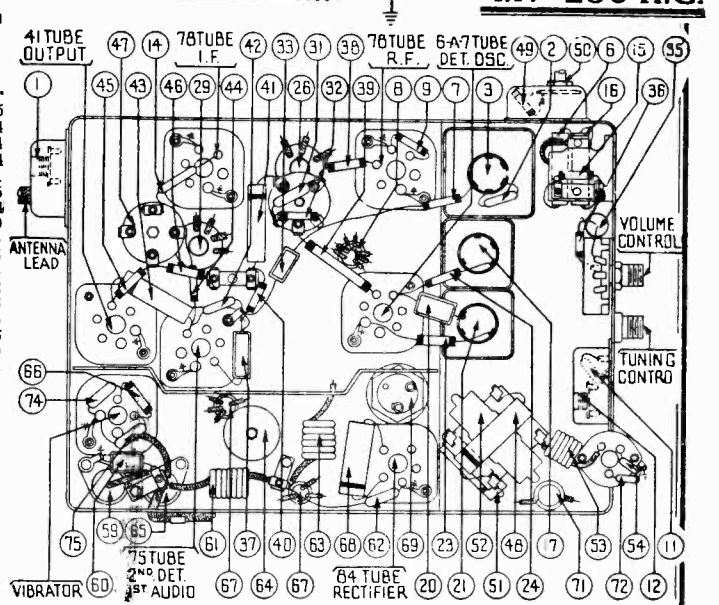 41 TUBE
OUTPUT
47
14
78 TUBE
I.F.
42
33
31
38
78 TUBE
R.F.
6-A-7 TUBE
DET. OSC.
49
2
50
6
15
35
1
45
43
46
29
44
41
26
32
39
8
9
7
3
16
36
ANTENNA
LEAD
VOLUME
CONTROL
TUNING
CONTRO
66
74
75
59
65
61
37
40
63
68
62
69
23
52
48
17
53
54
11
VIBRATOR
60
75 TUBE
2ND. DET.
1ST. AUDIO
67
64
67
84 TUBE
RECTIFIER
20
21
51
24
71
72
12